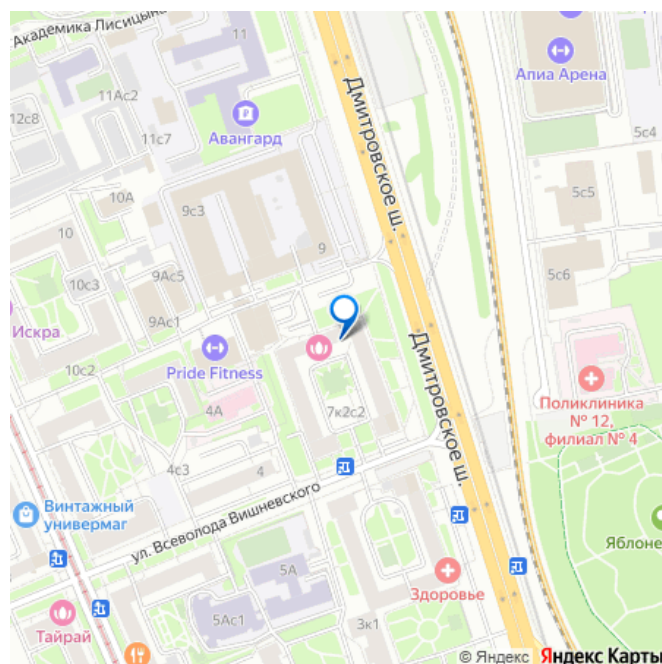 Академика Лисицына
11
Апиа Арена
11Ас2
12с8
11с7
Авангард
5с4
Дмитровское ш.
10А
9с3
5с5
10
9
5с6
9Ас5
10с3
9Ас1
Искра
Pride Fitness
10с2
Дмитровское ш.
4А
7к2с2
Поликлиника
№ 12,
филиал № 4
4с3
4
Винтажный
универмаг
ул. Всеволода Вишневского
Яблоне
5А
Здоровье
5Ас1
3к1
Тайрай
© Яндекс Яндекс Карты